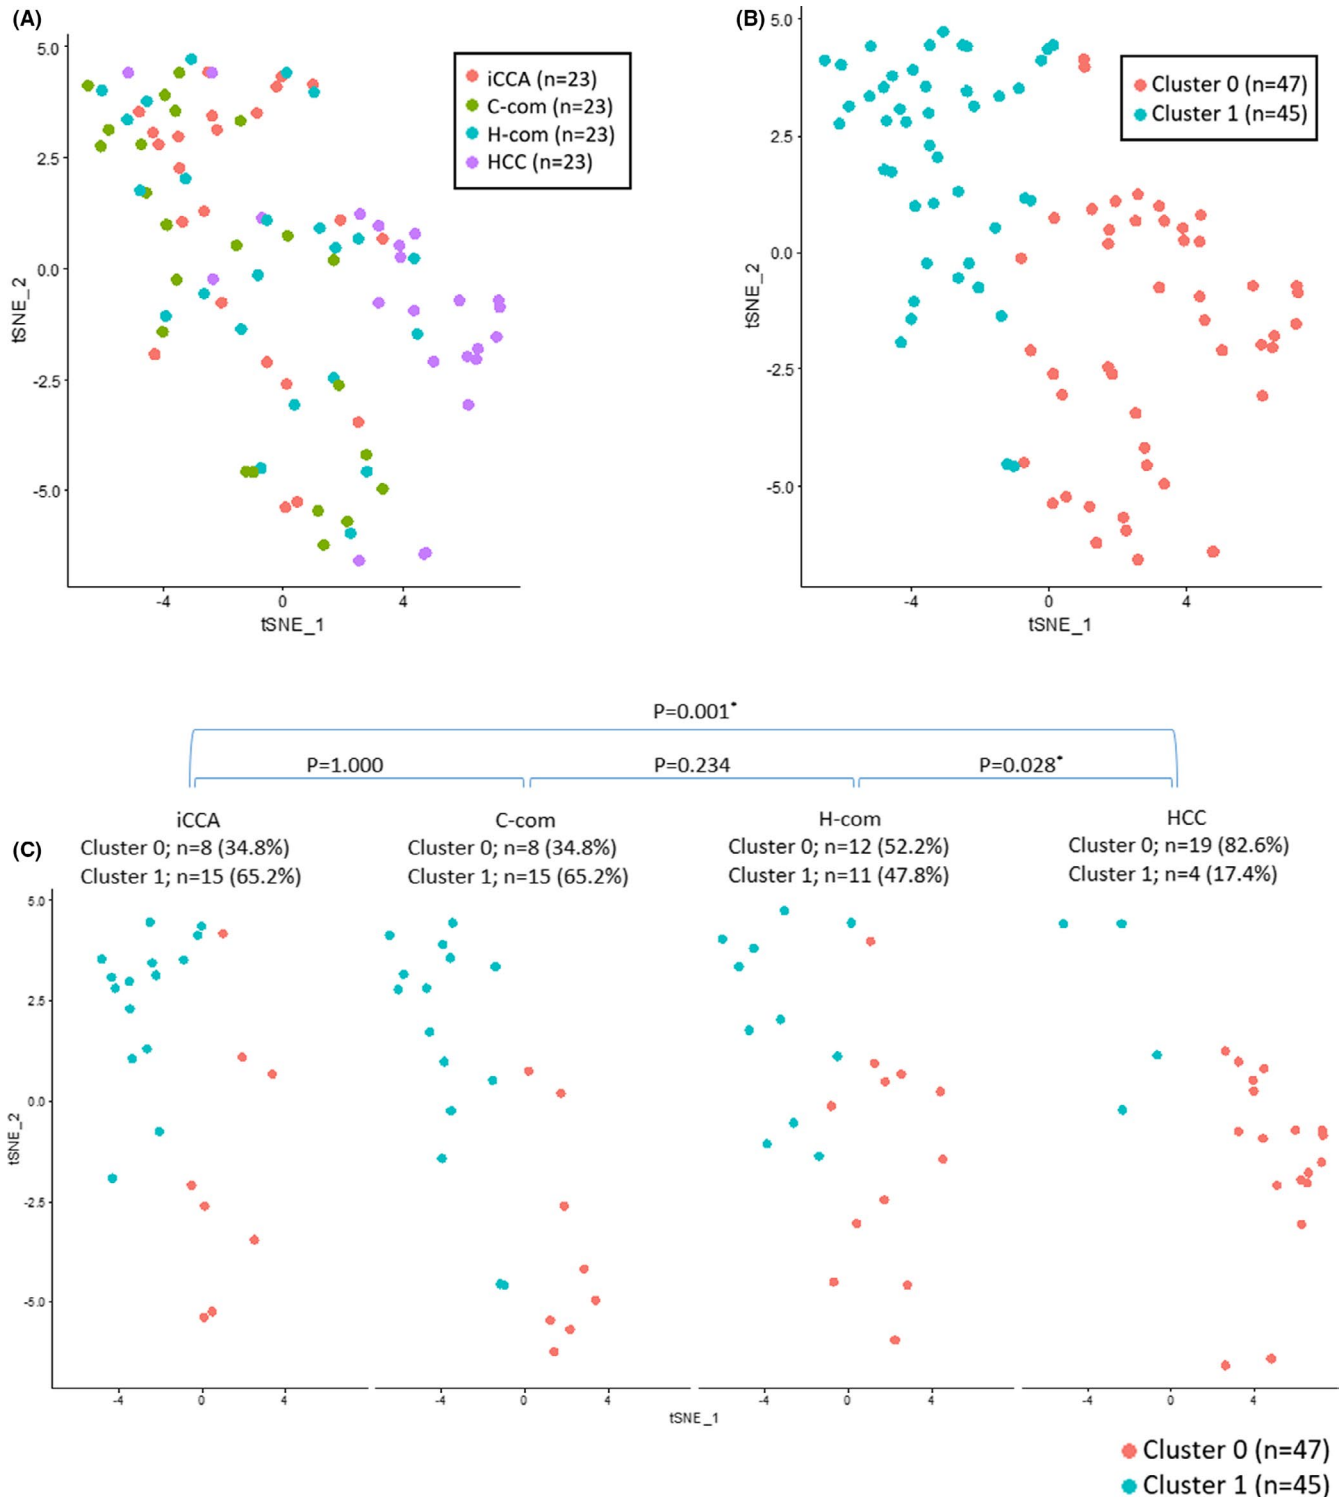 (A)
5.0
2.5
0.0
-2.5
-5.0
tSNE_2
-4
0
4
tSNE_1
iCCA (n=23)
C-com (n=23)
H-com (n=23)
HCC (n=23)
(B)
5.0
2.5
0.0
-2.5
-5.0
tSNE_2
-4
0
4
tSNE_1
Cluster 0 (n=47)
Cluster 1 (n=45)
P=0.001*
P=1.000
P=0.234
P=0.028*
(C)
iCCA
Cluster 0; n=8 (34.8%)
Cluster 1; n=15 (65.2%)
C-com
Cluster 0; n=8 (34.8%)
Cluster 1; n=15 (65.2%)
H-com
Cluster 0; n=12 (52.2%)
Cluster 1; n=11 (47.8%)
HCC
Cluster 0; n=19 (82.6%)
Cluster 1; n=4 (17.4%)
5.0
2.5
0.0
-2.5
-5.0
tSNE_2
-4
0
4
-4
0
4
-4
0
4
-4
0
4
tSNE_1
Cluster 0 (n=47)
Cluster 1 (n=45)